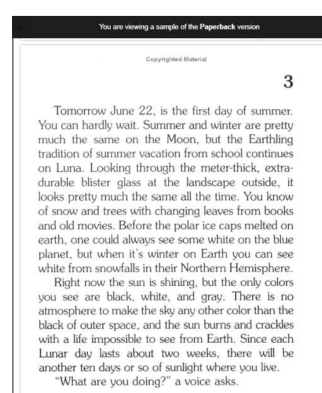 You are viewing a sample of the Paperback version
Copyrighted Material
3
Tomorrow June 22, is the first day of summer.
You can hardly wait. Summer and winter are pretty
much the same on the Moon, but the Earthling
tradition of summer vacation from school continues
on Luna. Looking through the meter-thick, extra-
durable blister glass at the landscape outside, it
looks pretty much the same all the time. You know
of snow and trees with changing leaves from books
and old movies. Before the polar ice caps melted on
earth, one could always see some white on the blue
planet, but when it's winter on Earth you can see
white from snowfalls in their Northern Hemisphere.
Right now the sun is shining, but the only colors
you see are black, white, and gray. There is no
atmosphere to make the sky any other color than the
black of outer space, and the sun burns and crackles
with a life impossible to see from Earth. Since each
Lunar day lasts about two weeks, there will be
another ten days or so of sunlight where you live.
"What are you doing?" a voice asks.